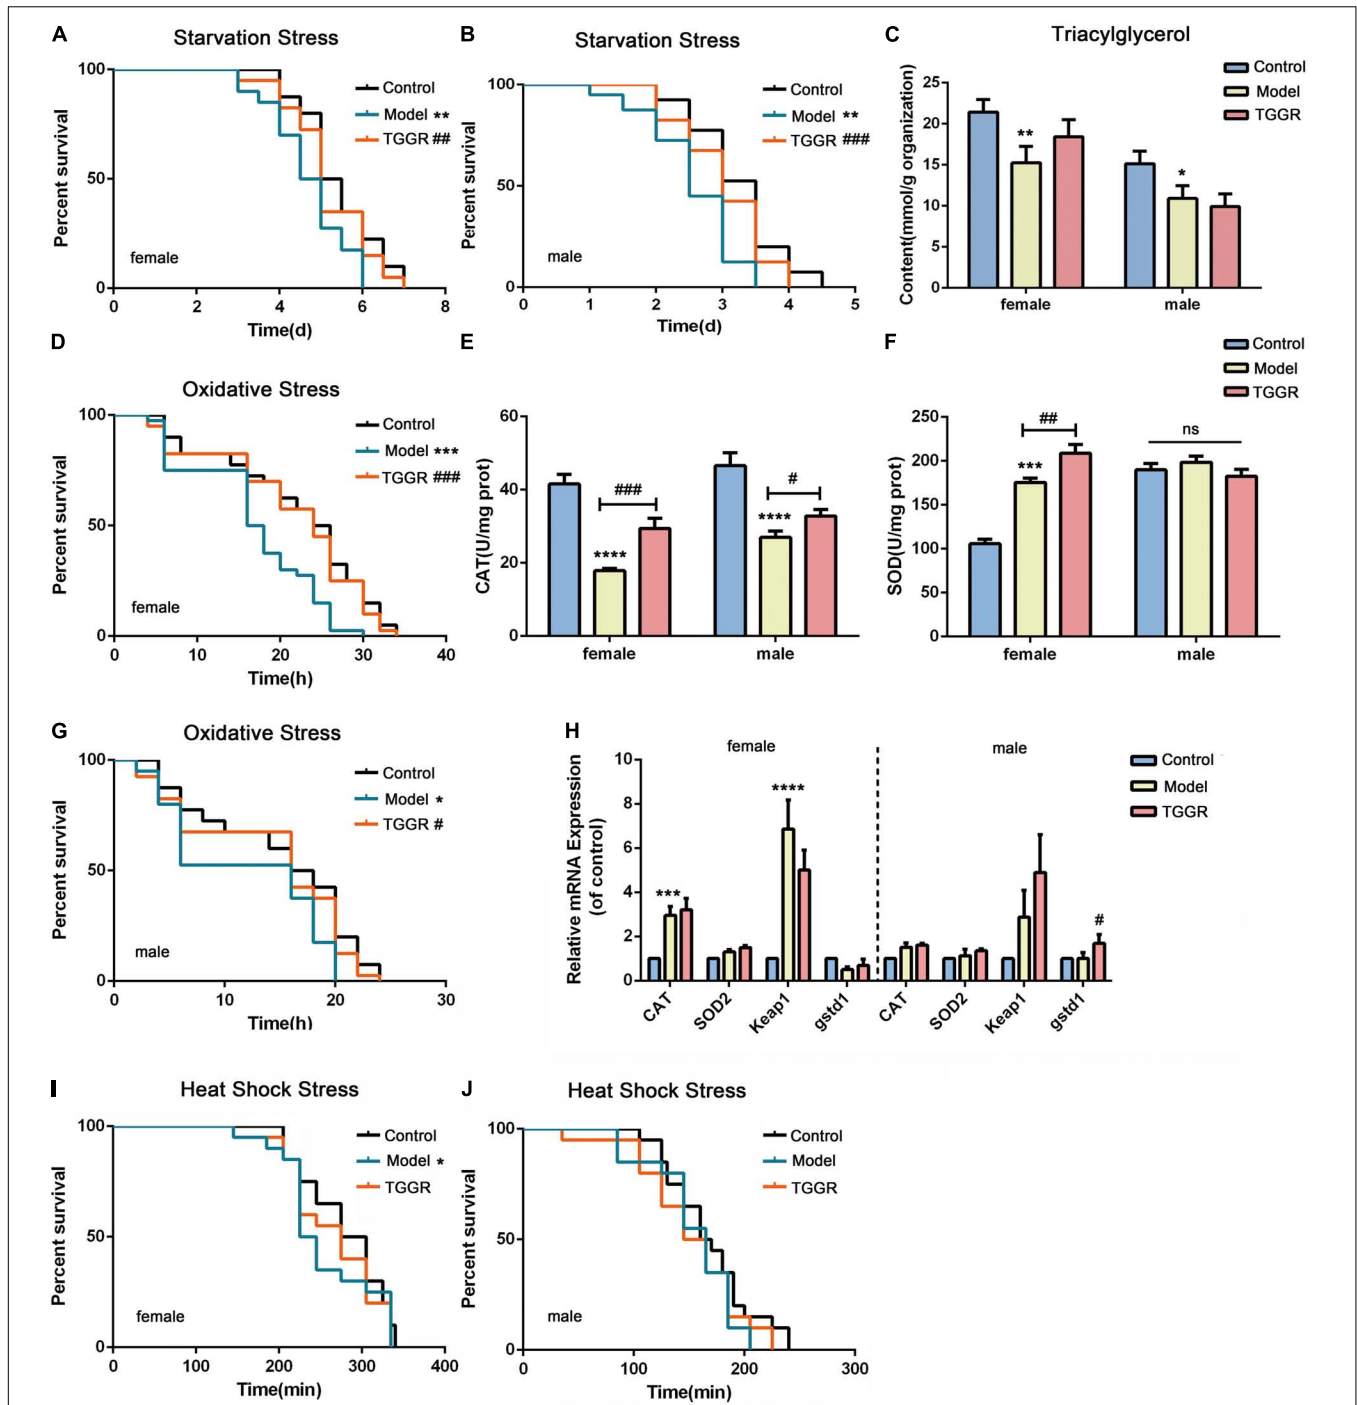 A
Starvation Stress
Percent survival
100
50
0
0 2 4 6 8
Time(d)
female
Control
Model **
TGGR ##
B
Starvation Stress
Percent survival
100
50
0
0 1 2 3 4 5
Time(d)
male
Control
Model **
TGGR ###
C
Triacylglycerol
Content(mmol/g organization)
25
20
15
10
5
0
**
*
female male
Control
Model
TGGR
D
Oxidative Stress
Percent survival
100
50
0
0 10 20 30 40
Time(h)
female
Control
Model ***
TGGR ###
E
CAT(U/mg prot)
60
40
20
0
****
###
****
#
female male
F
SOD(U/mg prot)
250
200
150
100
50
0
***
##
ns
female male
Control
Model
TGGR
G
Oxidative Stress
Percent survival
100
50
0
0 10 20 30
Time(h)
male
Control
Model *
TGGR #
H
female male
Relative mRNA Expression
(of control)
10
8
6
4
2
0
***
****
#
CAT SOD2 Keap1 gstd1 CAT SOD2 Keap1 gstd1
Control
Model
TGGR
I
Heat Shock Stress
Percent survival
100
50
0
0 100 200 300 400
Time(min)
female
Control
Model *
TGGR
J
Heat Shock Stress
Percent survival
100
50
0
0 100 200 300
Time(min)
male
Control
Model
TGGR